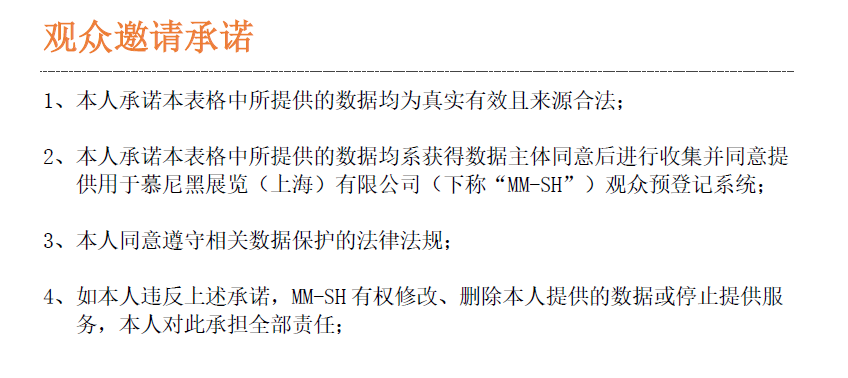 观众邀请承诺
1、本人承诺本表格中所提供的数据均为真实有效且来源合法；
2、本人承诺本表格中所提供的数据均系获得数据主体同意后进行收集并同意提
供用于慕尼黑展览（上海）有限公司（下称“MM-SH”）观众预登记系统；
3、本人同意遵守相关数据保护的法律法规；
4、如本人违反上述承诺，MM-SH 有权修改、删除本人提供的数据或停止提供服
务，本人对此承担全部责任；